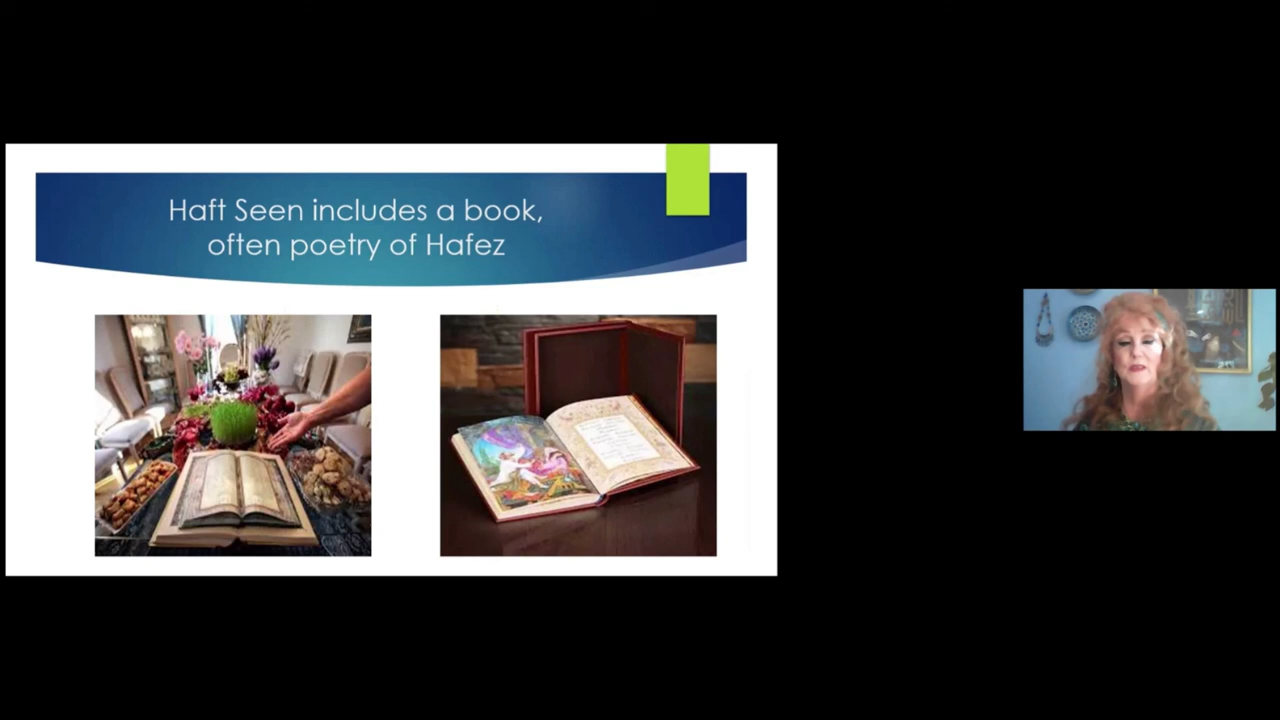 Haft Seen includes a book,
often poetry of Hafez